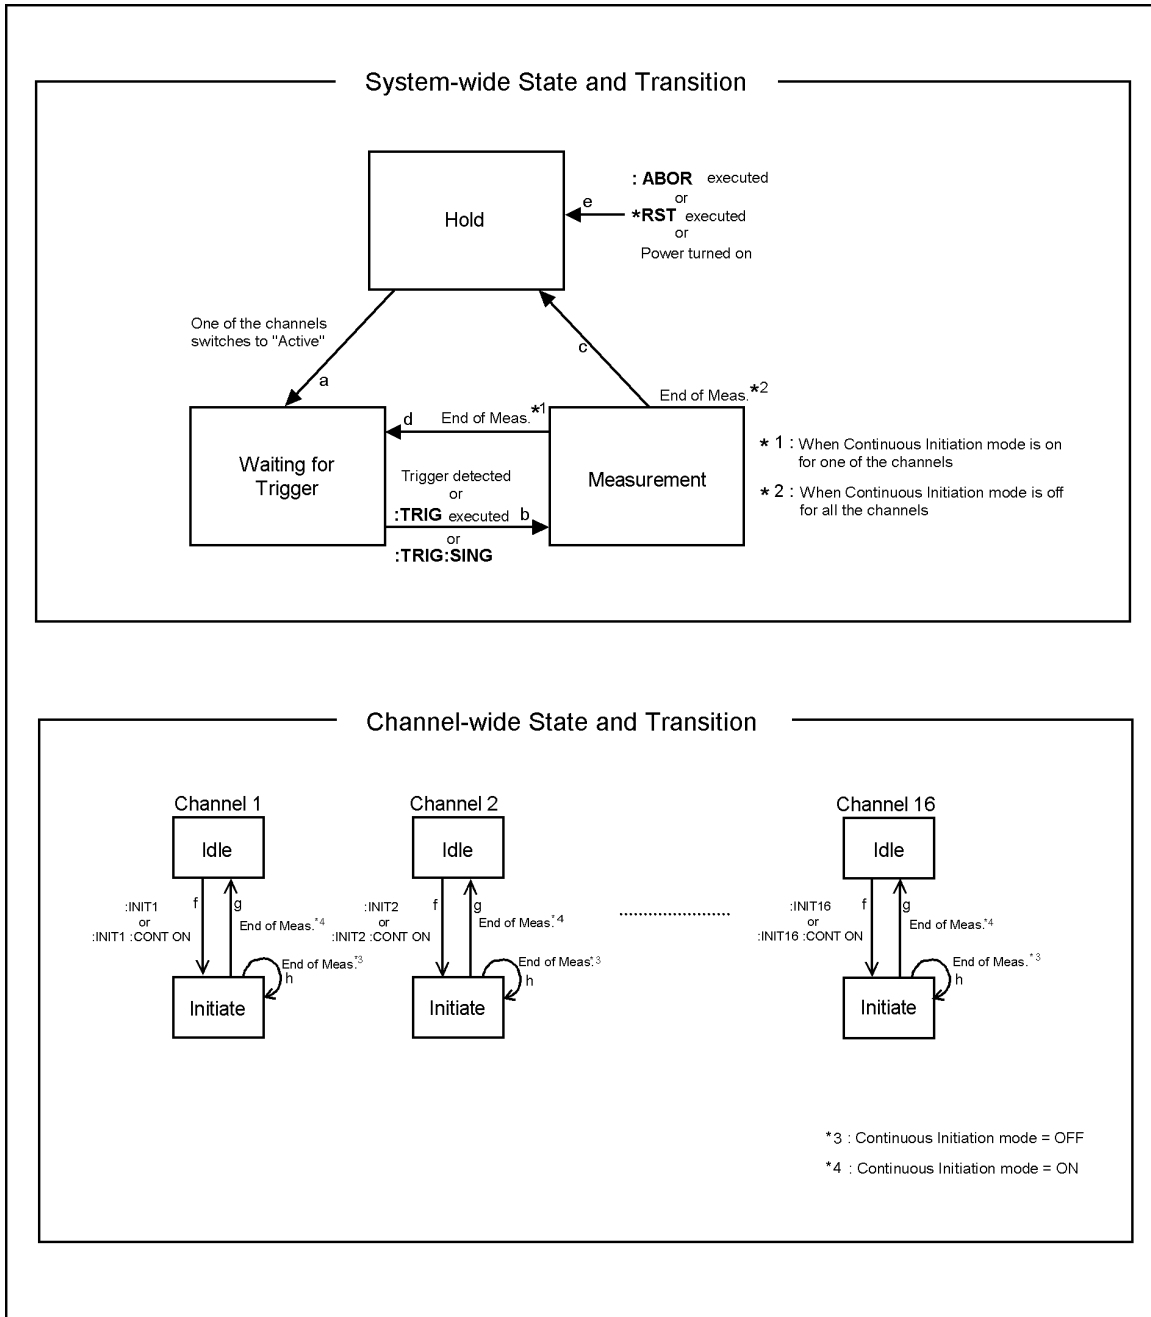 System-wide State and Transition
Hold
e
: ABOR executed
or
*RST executed
or
Power turned on
One of the channels
switches to "Active"
a
c
End of Meas.*2
d
End of Meas.*1
Waiting for
Trigger
Trigger detected
or
:TRIG executed
b
or
:TRIG:SING
Measurement
*1 : When Continuous Initiation mode is on
for one of the channels
*2 : When Continuous Initiation mode is off
for all the channels
Channel-wide State and Transition
Channel 1
Idle
:INIT1
or
:INIT1 :CONT ON
f
g
End of Meas.*4
End of Meas.*3
h
Initiate
Channel 2
Idle
:INIT2
or
:INIT2 :CONT ON
f
g
End of Meas.*4
End of Meas.*3
h
Initiate
........................
Channel 16
Idle
:INIT16
or
:INIT16 :CONT ON
f
g
End of Meas.*4
End of Meas.*3
h
Initiate
*3 : Continuous Initiation mode = OFF
*4 : Continuous Initiation mode = ON